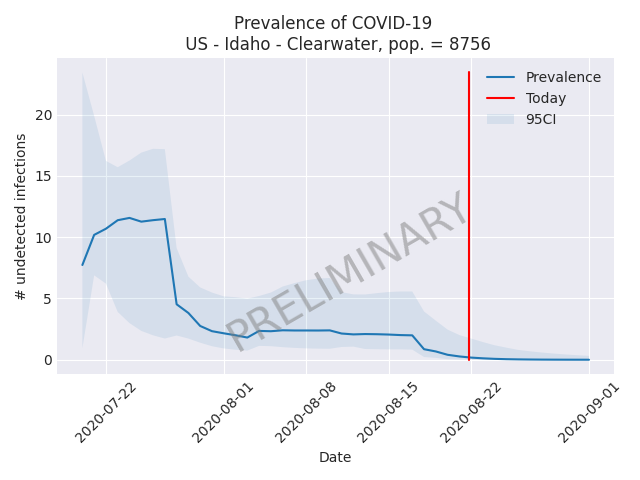 Prevalence of COVID-19
US - Idaho - Clearwater, pop. = 8756
# undetected infections
20
15
10
5
0
Prevalence
Today
95CI
PRELIMINARY
2020-07-22
2020-08-01
2020-08-08
2020-08-15
2020-08-22
2020-09-01
Date